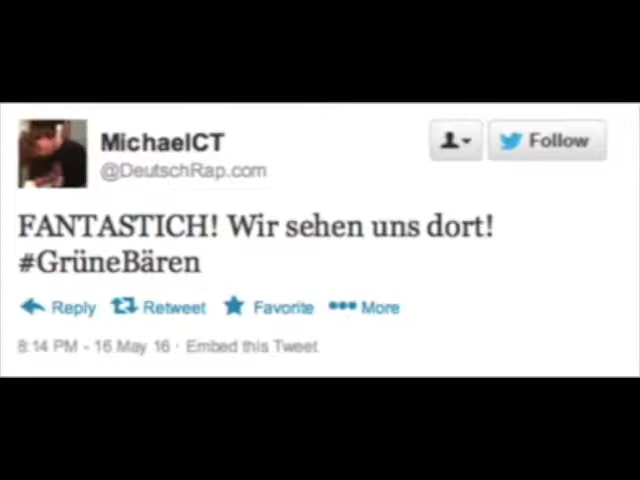 MichaelCT
@DeutschRap.com
Follow
FANTASTICH! Wir sehen uns dort!
#GrüneBären
Reply Retweet Favorite More
8:14 PM - 16 May 16 · Embed this Tweet